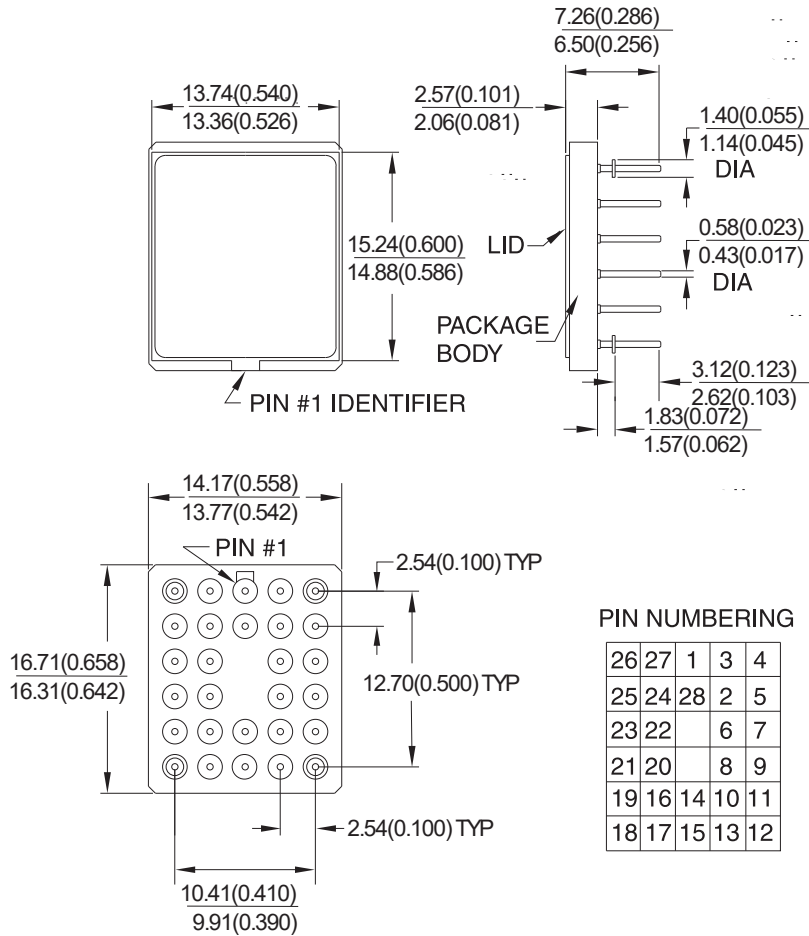 7.26(0.286)
6.50(0.256)
13.74(0.540)
13.36(0.526)
2.57(0.101)
2.06(0.081)
1.40(0.055)
1.14(0.045)
DIA
15.24(0.600)
14.88(0.586)
LID
0.58(0.023)
0.43(0.017)
DIA
PACKAGE
BODY
PIN #1 IDENTIFIER
3.12(0.123)
2.62(0.103)
1.83(0.072)
1.57(0.062)
14.17(0.558)
13.77(0.542)
PIN #1
2.54(0.100) TYP
16.71(0.658)
16.31(0.642)
12.70(0.500) TYP
2.54(0.100) TYP
10.41(0.410)
9.91(0.390)
PIN NUMBERING
26 27 1 3 4
25 24 28 2 5
23 22 6 7
21 20 8 9
19 16 14 10 11
18 17 15 13 12